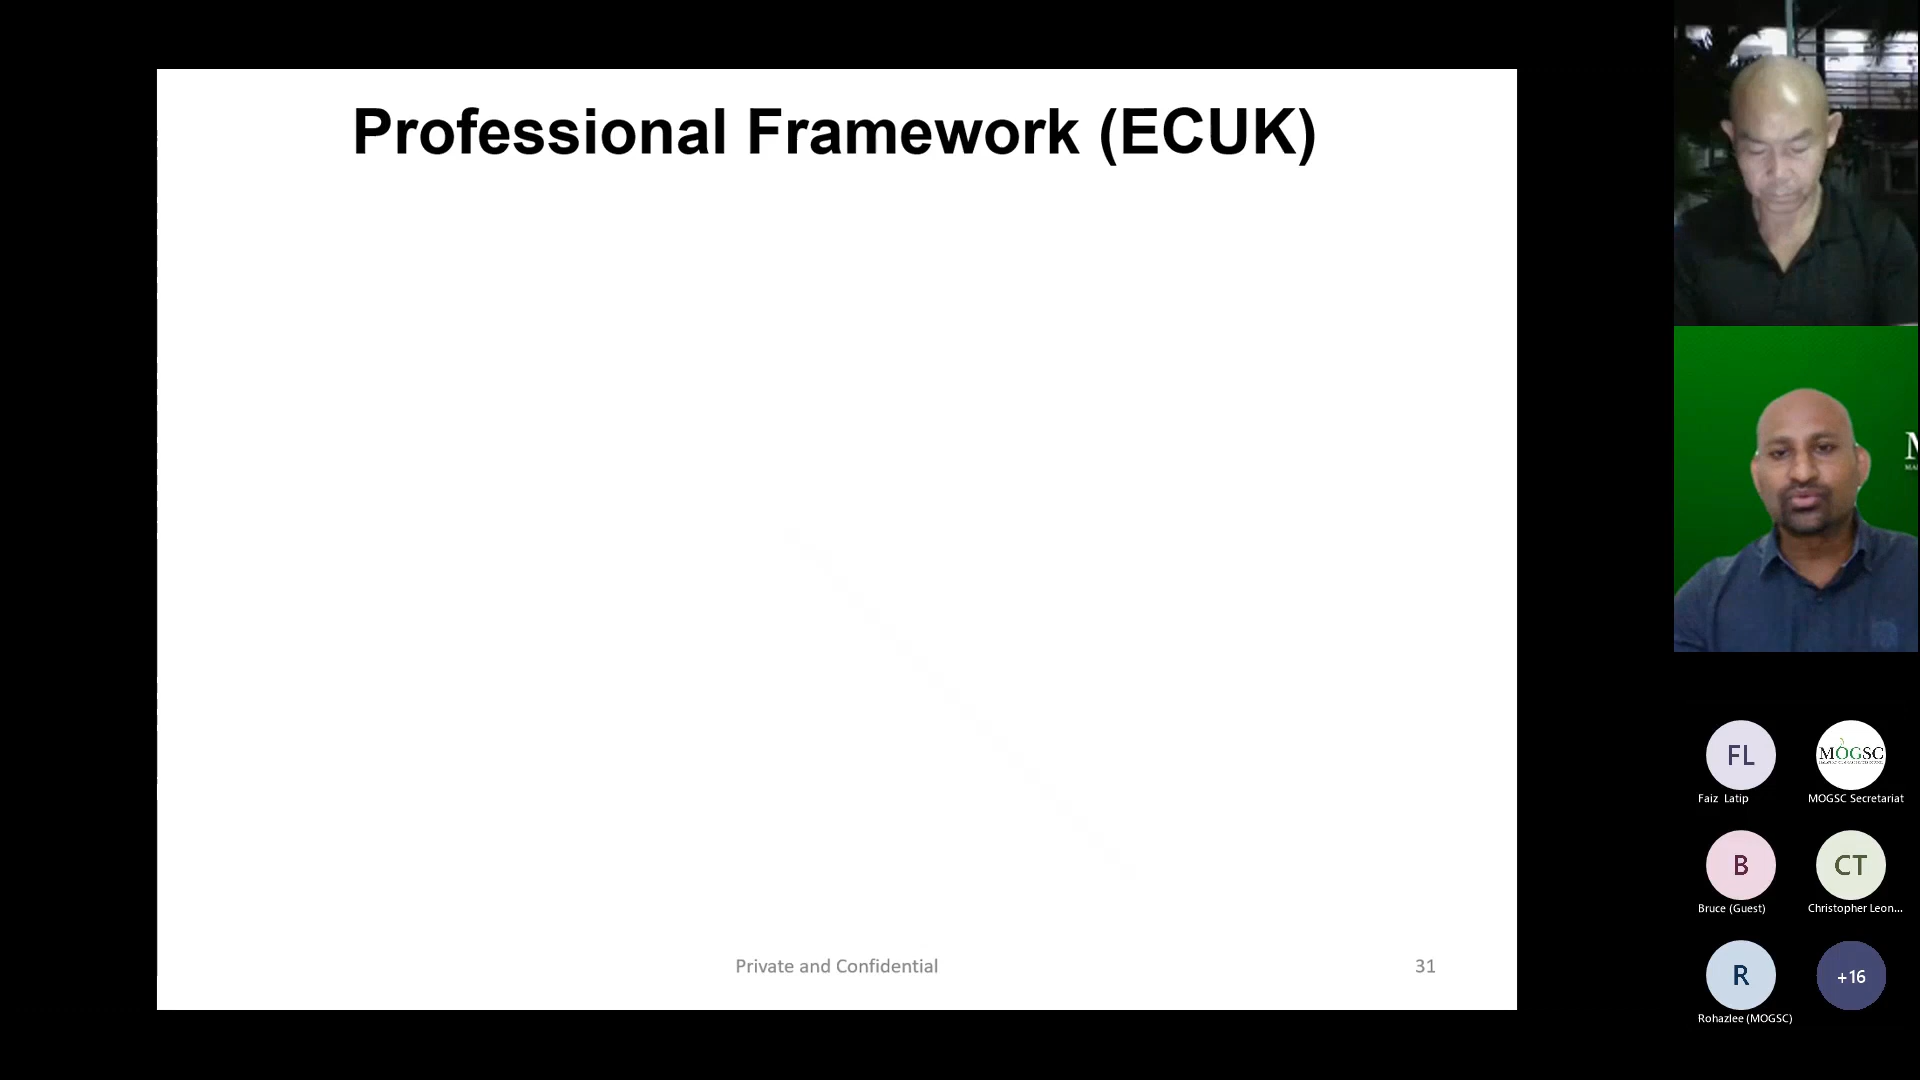 Professional Framework (ECUK)
Private and Confidential
31
FL
Faiz Latip
MOGSC
MOGSC Secretariat
B
Bruce (Guest)
CT
Christopher Leon...
R
Rohazlee (MOGSC)
+16